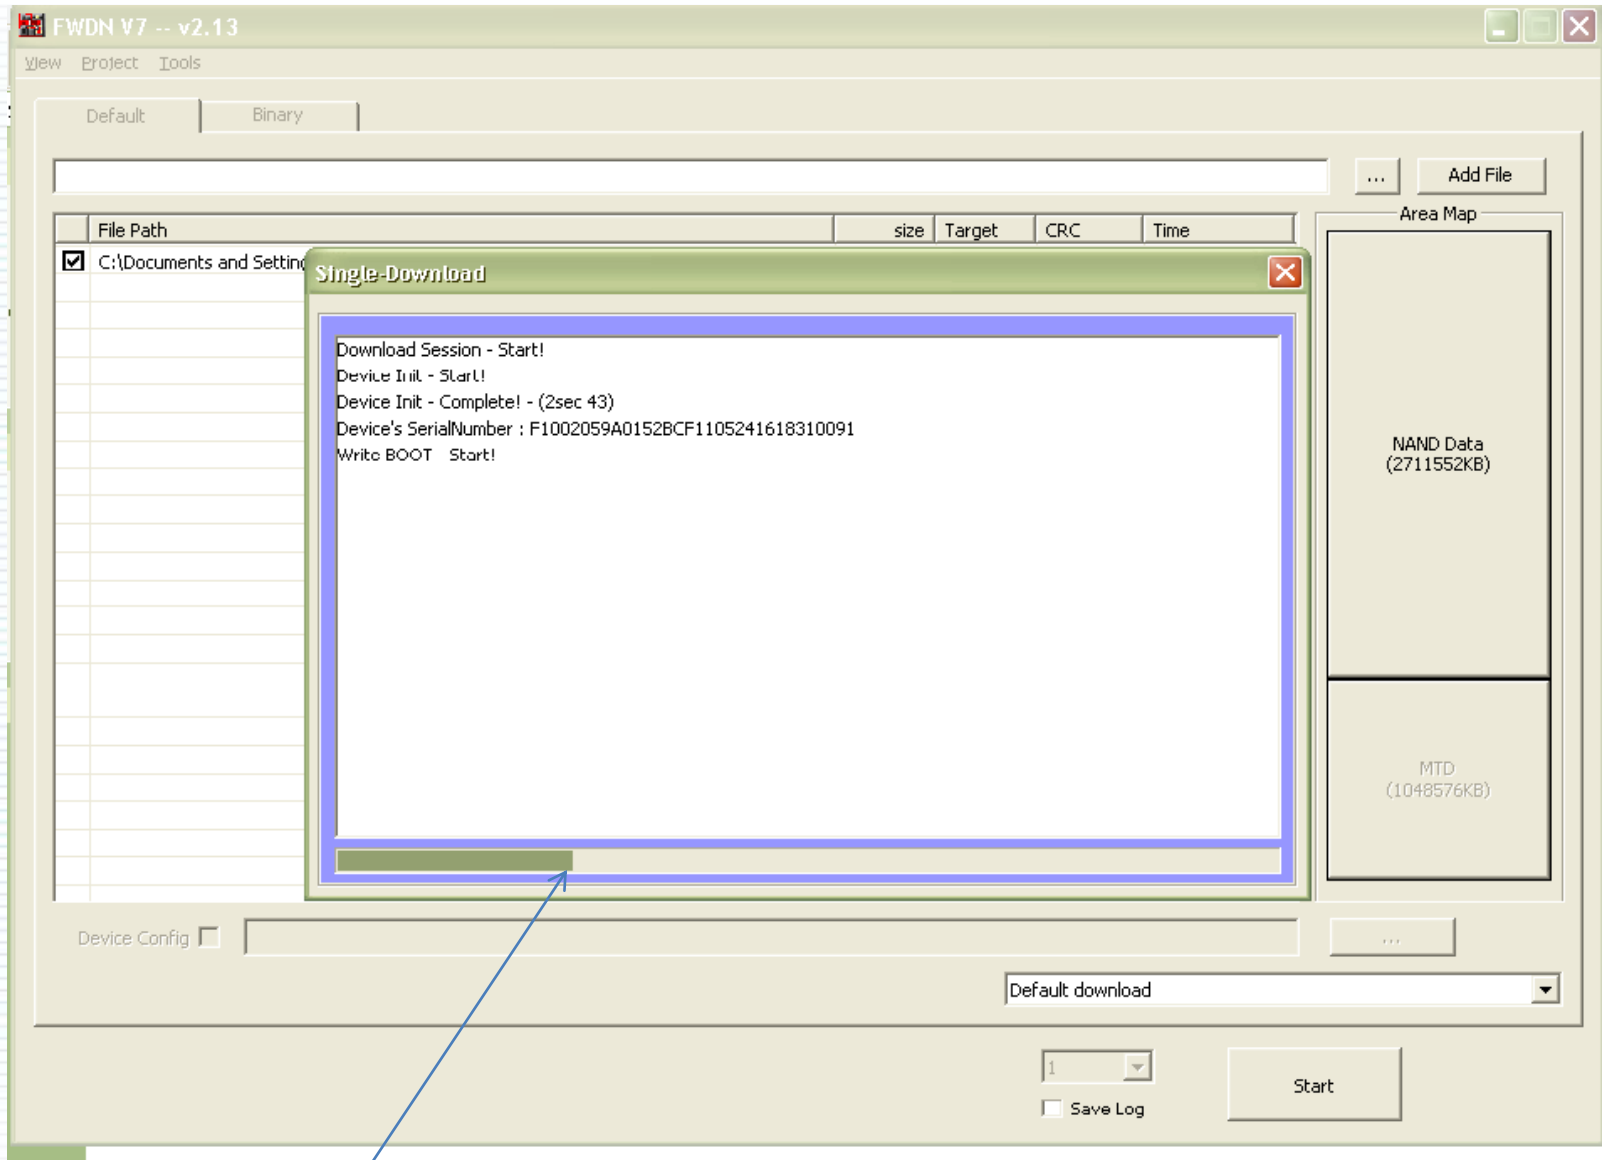 FWDN V7 -- v2.13
View Project Tools
Default Binary
... Add File
Area Map
File Path size Target CRC Time
C:\Documents and Setting
Single-Download
Download Session - Start!
Device Init - Start!
Device Init - Complete! - (2sec 43)
Device's SerialNumber : F1002059A0152BCF1105241618310091
Write BOOT - Start!
NAND Data
(2711552KB)
MTD
(1048576KB)
Device Config ...
Default download
1
Start
Save Log